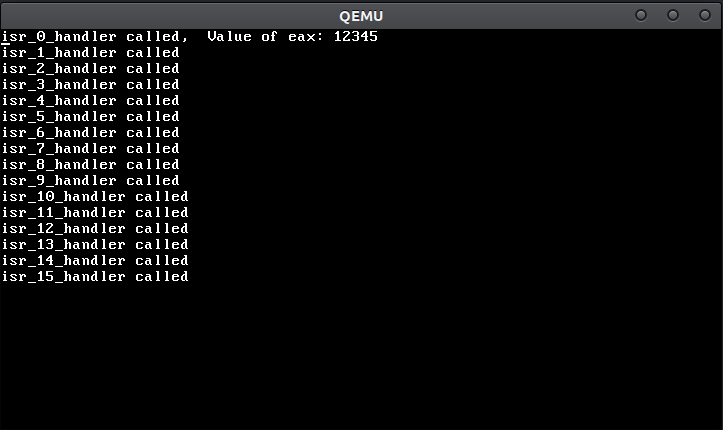 QEMU
isr_0_handler called,  Value of eax: 12345
isr_1_handler called
isr_2_handler called
isr_3_handler called
isr_4_handler called
isr_5_handler called
isr_6_handler called
isr_7_handler called
isr_8_handler called
isr_9_handler called
isr_10_handler called
isr_11_handler called
isr_12_handler called
isr_13_handler called
isr_14_handler called
isr_15_handler called